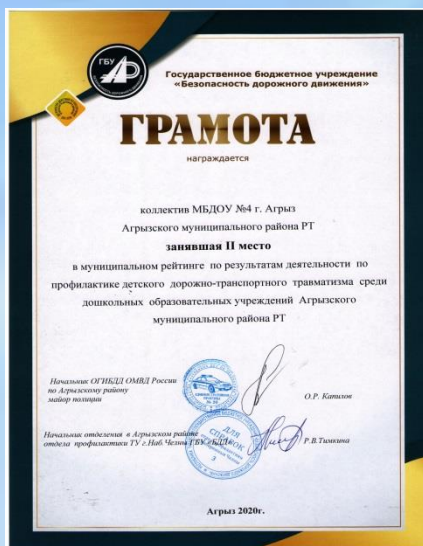 ГБУ
Государственное бюджетное учреждение
«Безопасность дорожного движения»
ГРАМОТА
награждается
коллектив МБДОУ №4 г. Агрыз
Агрызского муниципального района РТ
занявшая II место
в муниципальном рейтинге по результатам деятельности по
профилактике детского дорожно-транспортного травматизма среди
дошкольных образовательных учреждений Агрызского
муниципального района РТ
Начальник ОГИБДД ОМВД России
по Агрызскому району
майор полиции
О.Р. Капизов
Начальник отделения в Агрызском районе
отдела профилактики ТУ г.Наб.Челны ГБУ «БДД»
Р.В.Тимкина
ДЛЯ
СПРАВОК
3
Агрыз 2020г.